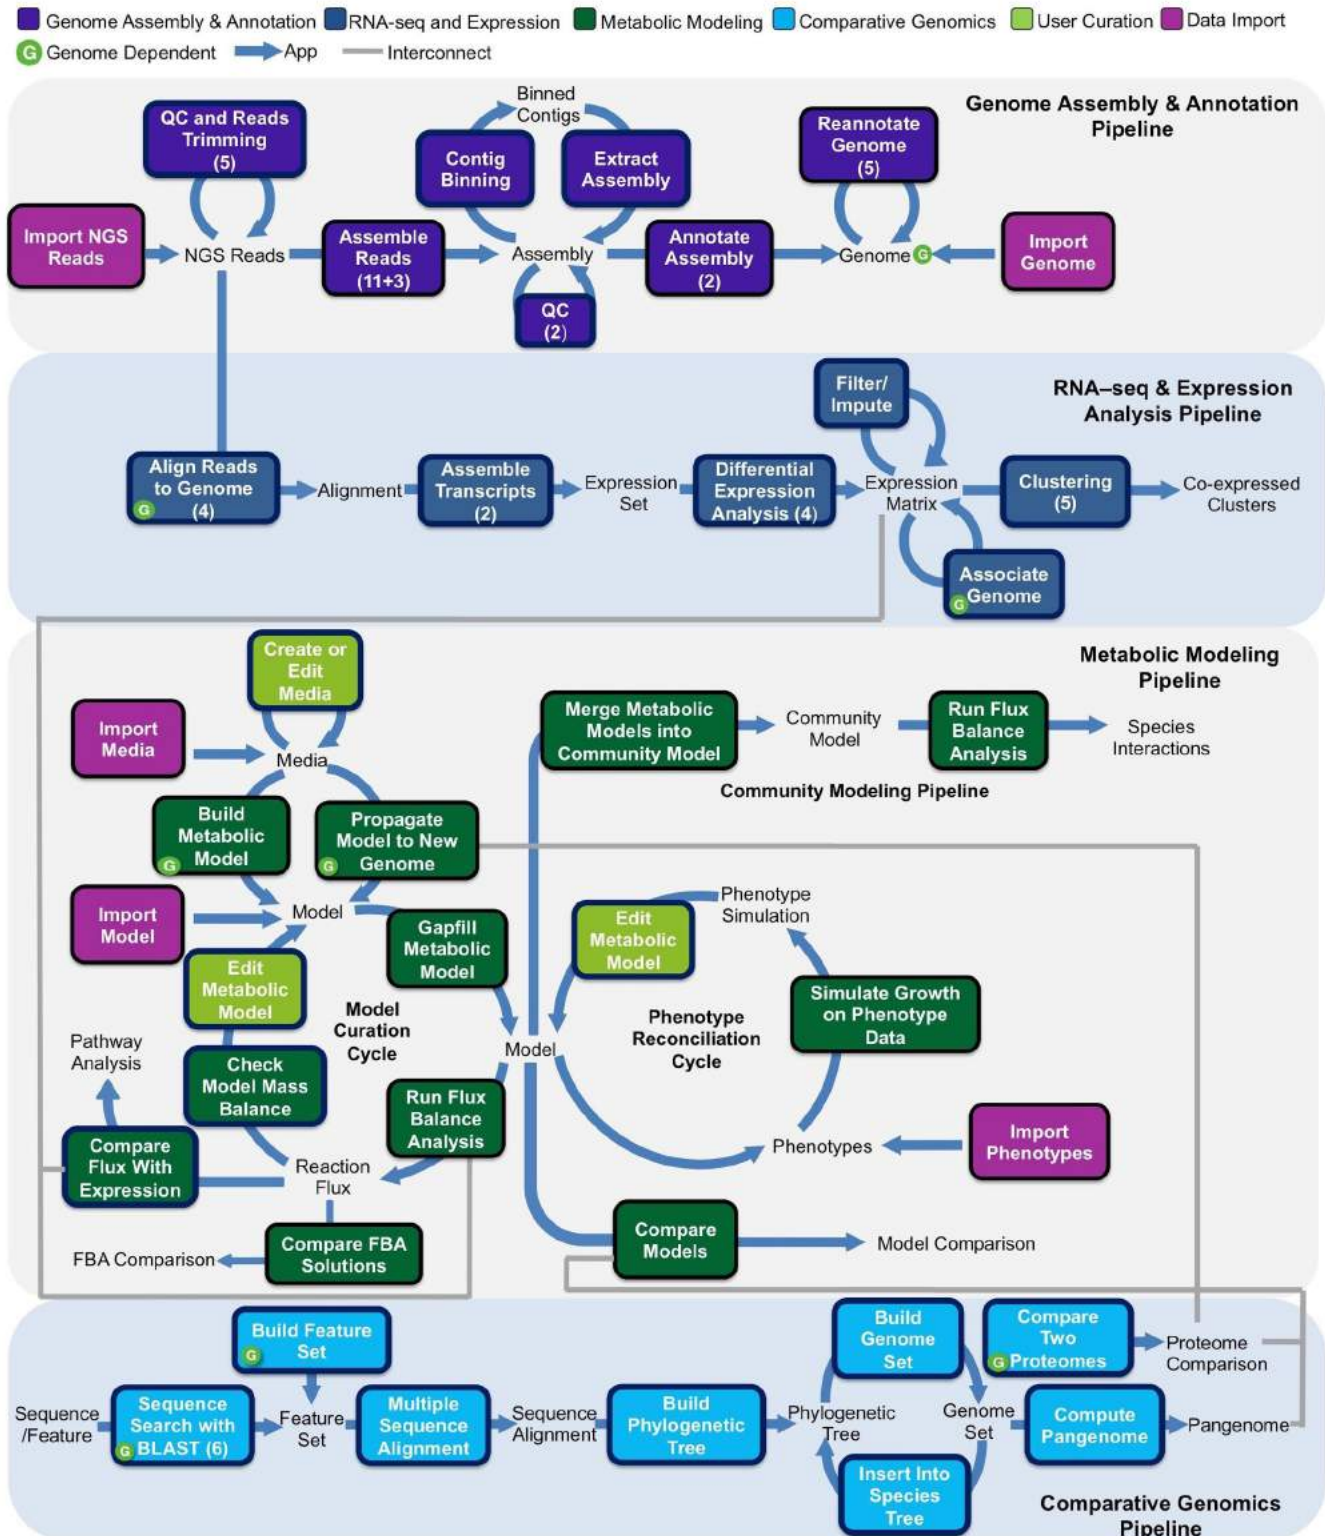 Genome Assembly & Annotation RNA-seq and Expression Metabolic Modeling Comparative Genomics User Curation Data Import
G Genome Dependent App Interconnect
Genome Assembly & Annotation
Pipeline
QC and Reads
Trimming
(5)
Binned
Contigs
Contig
Binning
Extract
Assembly
Reannotate
Genome
(5)
Import NGS
Reads
NGS Reads
Assemble
Reads
(11+3)
Assembly
Annotate
Assembly
(2)
Genome G
Import
Genome
QC
(2)
RNA–seq & Expression
Analysis Pipeline
Filter/
Impute
Align Reads
to Genome
G (4)
Alignment
Assemble
Transcripts
(2)
Expression
Set
Differential
Expression
Analysis (4)
Expression
Matrix
Clustering
(5)
Co-expressed
Clusters
Associate
G Genome
Metabolic Modeling
Pipeline
Create or
Edit
Media
Import
Media
Media
Merge Metabolic
Models into
Community Model
Community
Model
Run Flux
Balance
Analysis
Species
Interactions
Community Modeling Pipeline
Build
Metabolic
G Model
Propagate
Model to New
G Genome
Import
Model
Model
Gapfill
Metabolic
Model
Edit
Metabolic
Model
Model
Curation
Cycle
Pathway
Analysis
Check
Model Mass
Balance
Model
Run Flux
Balance
Analysis
Compare
Flux With
Expression
Reaction
Flux
FBA Comparison
Compare FBA
Solutions
Phenotype
Simulation
Edit
Metabolic
Model
Simulate Growth
on Phenotype
Data
Phenotype
Reconciliation
Cycle
Phenotypes
Import
Phenotypes
Compare
Models
Model Comparison
Build Feature
G Set
Build
Genome
Set
Compare
Two
G Proteomes
Proteome
Comparison
Sequence
/Feature
Sequence
Search with
G BLAST (6)
Feature
Set
Multiple
Sequence
Alignment
Sequence
Alignment
Build
Phylogenetic
Tree
Phylogenetic
Tree
Genome
Set
Compute
Pangenome
Pangenome
Insert Into
Species
Tree
Comparative Genomics
Pipeline